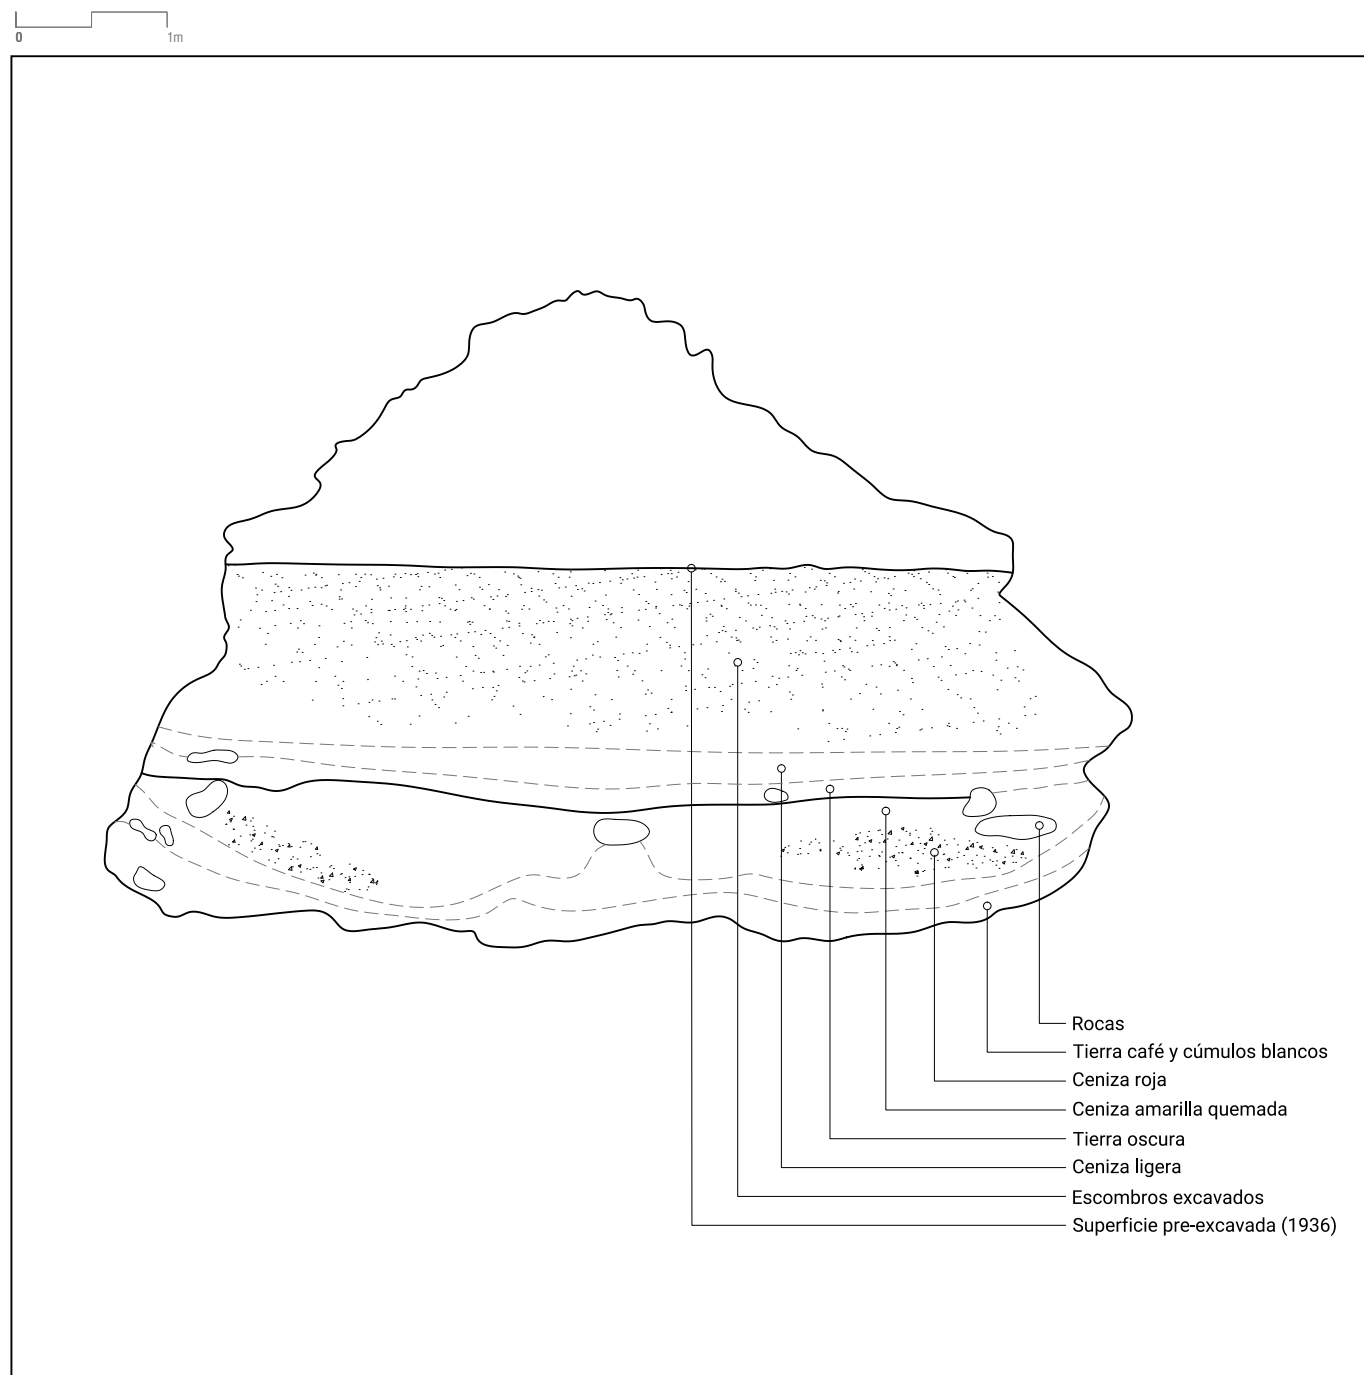 0 1m
Rocas
Tierra café y cúmulos blancos
Ceniza roja
Ceniza amarilla quemada
Tierra oscura
Ceniza ligera
Escombros excavados
Superficie pre-excavada (1936)